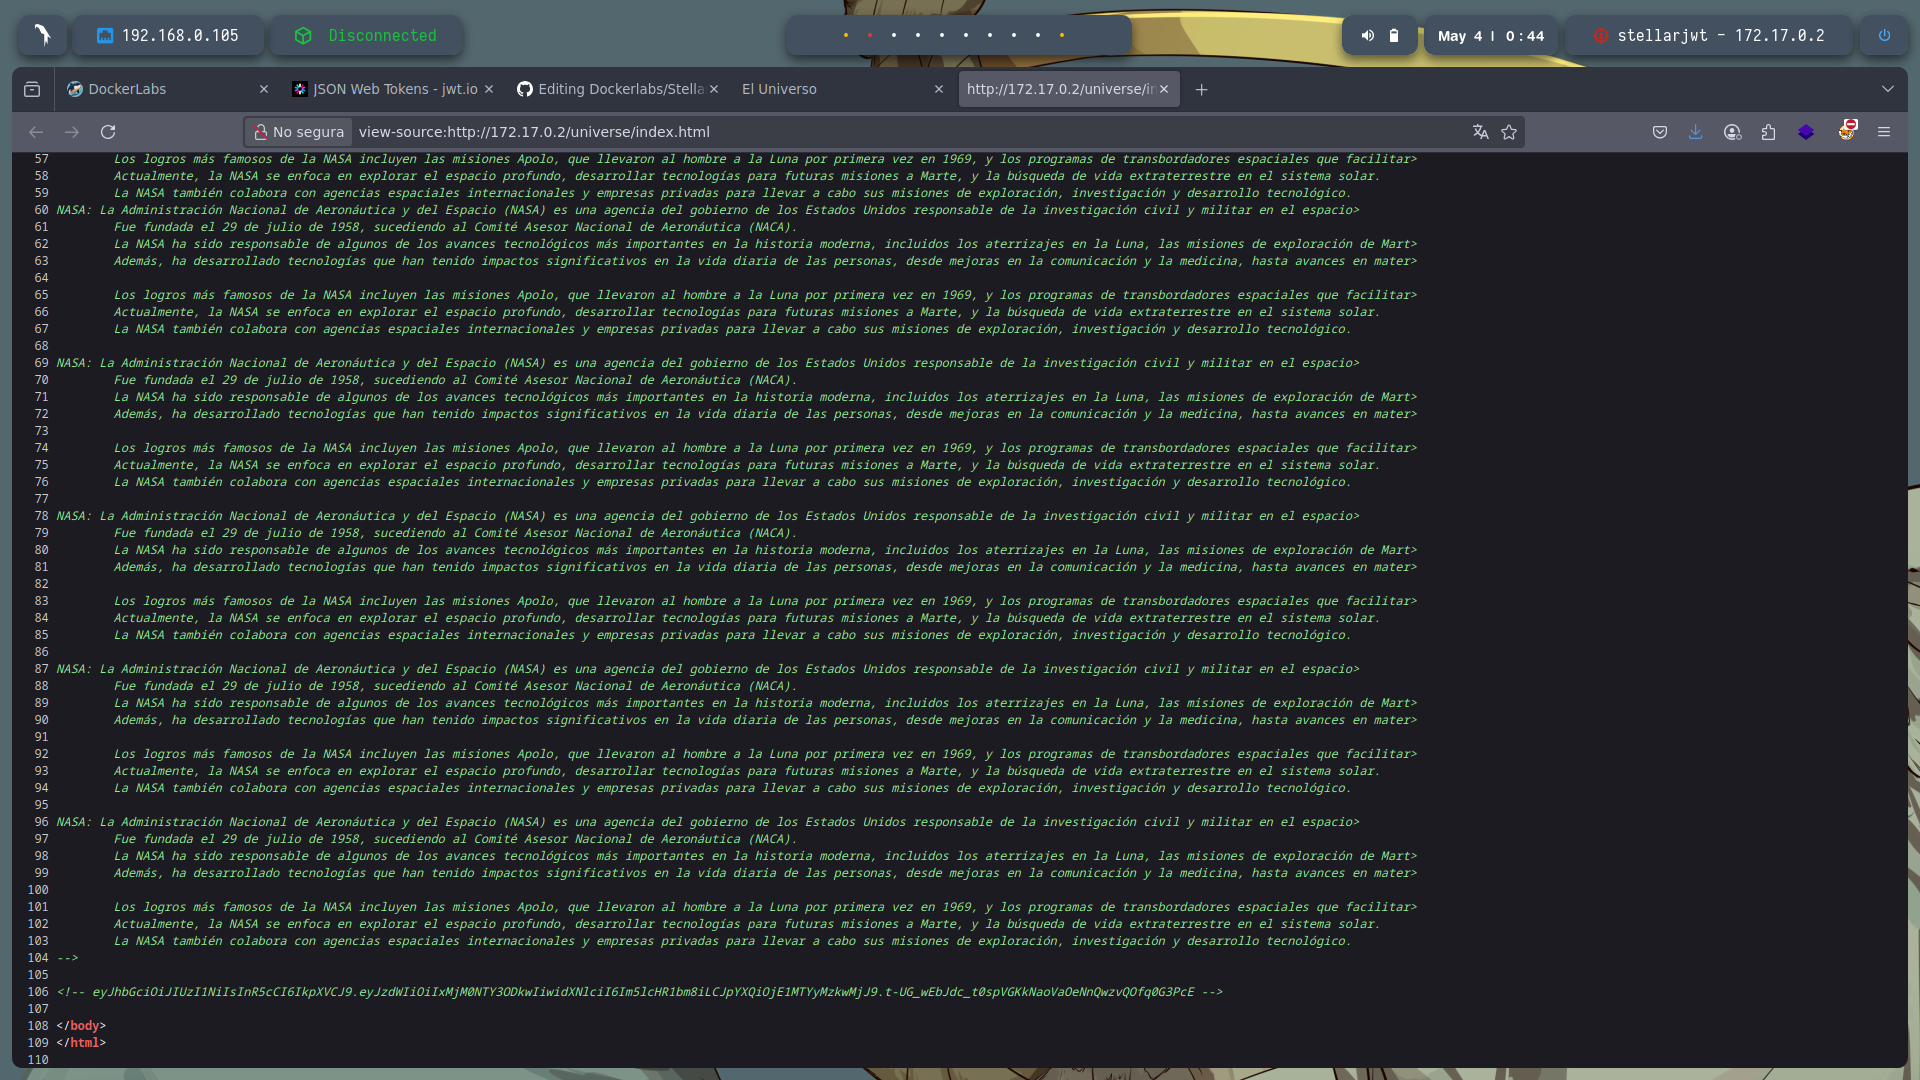 192.168.0.105
Disconnected
May 4 | 0:44
stellarjwt - 172.17.0.2
DockerLabs
JSON Web Tokens - jwt.io
Editing Dockerlabs/Stella
El Universo
http://172.17.0.2/universe/in
No segura
view-source:http://172.17.0.2/universe/index.html
57 Los logros más famosos de la NASA incluyen las misiones Apolo, que llevaron al hombre a la Luna por primera vez en 1969, y los programas de transbordadores espaciales que facilitar>
58 Actualmente, la NASA se enfoca en explorar el espacio profundo, desarrollar tecnologías para futuras misiones a Marte, y la búsqueda de vida extraterrestre en el sistema solar.
59 La NASA también colabora con agencias espaciales internacionales y empresas privadas para llevar a cabo sus misiones de exploración, investigación y desarrollo tecnológico.
60 NASA: La Administración Nacional de Aeronáutica y del Espacio (NASA) es una agencia del gobierno de los Estados Unidos responsable de la investigación civil y militar en el espacio>
61 Fue fundada el 29 de julio de 1958, sucediendo al Comité Asesor Nacional de Aeronáutica (NACA).
62 La NASA ha sido responsable de algunos de los avances tecnológicos más importantes en la historia moderna, incluidos los aterrizajes en la Luna, las misiones de exploración de Mart>
63 Además, ha desarrollado tecnologías que han tenido impactos significativos en la vida diaria de las personas, desde mejoras en la comunicación y la medicina, hasta avances en mater>
64
65 Los logros más famosos de la NASA incluyen las misiones Apolo, que llevaron al hombre a la Luna por primera vez en 1969, y los programas de transbordadores espaciales que facilitar>
66 Actualmente, la NASA se enfoca en explorar el espacio profundo, desarrollar tecnologías para futuras misiones a Marte, y la búsqueda de vida extraterrestre en el sistema solar.
67 La NASA también colabora con agencias espaciales internacionales y empresas privadas para llevar a cabo sus misiones de exploración, investigación y desarrollo tecnológico.
68
69 NASA: La Administración Nacional de Aeronáutica y del Espacio (NASA) es una agencia del gobierno de los Estados Unidos responsable de la investigación civil y militar en el espacio>
70 Fue fundada el 29 de julio de 1958, sucediendo al Comité Asesor Nacional de Aeronáutica (NACA).
71 La NASA ha sido responsable de algunos de los avances tecnológicos más importantes en la historia moderna, incluidos los aterrizajes en la Luna, las misiones de exploración de Mart>
72 Además, ha desarrollado tecnologías que han tenido impactos significativos en la vida diaria de las personas, desde mejoras en la comunicación y la medicina, hasta avances en mater>
73
74 Los logros más famosos de la NASA incluyen las misiones Apolo, que llevaron al hombre a la Luna por primera vez en 1969, y los programas de transbordadores espaciales que facilitar>
75 Actualmente, la NASA se enfoca en explorar el espacio profundo, desarrollar tecnologías para futuras misiones a Marte, y la búsqueda de vida extraterrestre en el sistema solar.
76 La NASA también colabora con agencias espaciales internacionales y empresas privadas para llevar a cabo sus misiones de exploración, investigación y desarrollo tecnológico.
77
78 NASA: La Administración Nacional de Aeronáutica y del Espacio (NASA) es una agencia del gobierno de los Estados Unidos responsable de la investigación civil y militar en el espacio>
79 Fue fundada el 29 de julio de 1958, sucediendo al Comité Asesor Nacional de Aeronáutica (NACA).
80 La NASA ha sido responsable de algunos de los avances tecnológicos más importantes en la historia moderna, incluidos los aterrizajes en la Luna, las misiones de exploración de Mart>
81 Además, ha desarrollado tecnologías que han tenido impactos significativos en la vida diaria de las personas, desde mejoras en la comunicación y la medicina, hasta avances en mater>
82
83 Los logros más famosos de la NASA incluyen las misiones Apolo, que llevaron al hombre a la Luna por primera vez en 1969, y los programas de transbordadores espaciales que facilitar>
84 Actualmente, la NASA se enfoca en explorar el espacio profundo, desarrollar tecnologías para futuras misiones a Marte, y la búsqueda de vida extraterrestre en el sistema solar.
85 La NASA también colabora con agencias espaciales internacionales y empresas privadas para llevar a cabo sus misiones de exploración, investigación y desarrollo tecnológico.
86
87 NASA: La Administración Nacional de Aeronáutica y del Espacio (NASA) es una agencia del gobierno de los Estados Unidos responsable de la investigación civil y militar en el espacio>
88 Fue fundada el 29 de julio de 1958, sucediendo al Comité Asesor Nacional de Aeronáutica (NACA).
89 La NASA ha sido responsable de algunos de los avances tecnológicos más importantes en la historia moderna, incluidos los aterrizajes en la Luna, las misiones de exploración de Mart>
90 Además, ha desarrollado tecnologías que han tenido impactos significativos en la vida diaria de las personas, desde mejoras en la comunicación y la medicina, hasta avances en mater>
91
92 Los logros más famosos de la NASA incluyen las misiones Apolo, que llevaron al hombre a la Luna por primera vez en 1969, y los programas de transbordadores espaciales que facilitar>
93 Actualmente, la NASA se enfoca en explorar el espacio profundo, desarrollar tecnologías para futuras misiones a Marte, y la búsqueda de vida extraterrestre en el sistema solar.
94 La NASA también colabora con agencias espaciales internacionales y empresas privadas para llevar a cabo sus misiones de exploración, investigación y desarrollo tecnológico.
95
96 NASA: La Administración Nacional de Aeronáutica y del Espacio (NASA) es una agencia del gobierno de los Estados Unidos responsable de la investigación civil y militar en el espacio>
97 Fue fundada el 29 de julio de 1958, sucediendo al Comité Asesor Nacional de Aeronáutica (NACA).
98 La NASA ha sido responsable de algunos de los avances tecnológicos más importantes en la historia moderna, incluidos los aterrizajes en la Luna, las misiones de exploración de Mart>
99 Además, ha desarrollado tecnologías que han tenido impactos significativos en la vida diaria de las personas, desde mejoras en la comunicación y la medicina, hasta avances en mater>
100
101 Los logros más famosos de la NASA incluyen las misiones Apolo, que llevaron al hombre a la Luna por primera vez en 1969, y los programas de transbordadores espaciales que facilitar>
102 Actualmente, la NASA se enfoca en explorar el espacio profundo, desarrollar tecnologías para futuras misiones a Marte, y la búsqueda de vida extraterrestre en el sistema solar.
103 La NASA también colabora con agencias espaciales internacionales y empresas privadas para llevar a cabo sus misiones de exploración, investigación y desarrollo tecnológico.
104 -->
105
106 <!-- eyJhbGciOiJIUzI1NiIsInR5cCI6IkpXVCJ9.eyJzdWIiOiIxMjM0NTY3ODkwIiwidXNlciI6Im5lcHR1bm8iLCJpYXQiOjE1MTYyMzkwMjJ9.t-UG_wEbJdc_t0spVGKkNaoVaOeNnQwzvQOfq0G3PcE -->
107
108 </body>
109 </html>
110